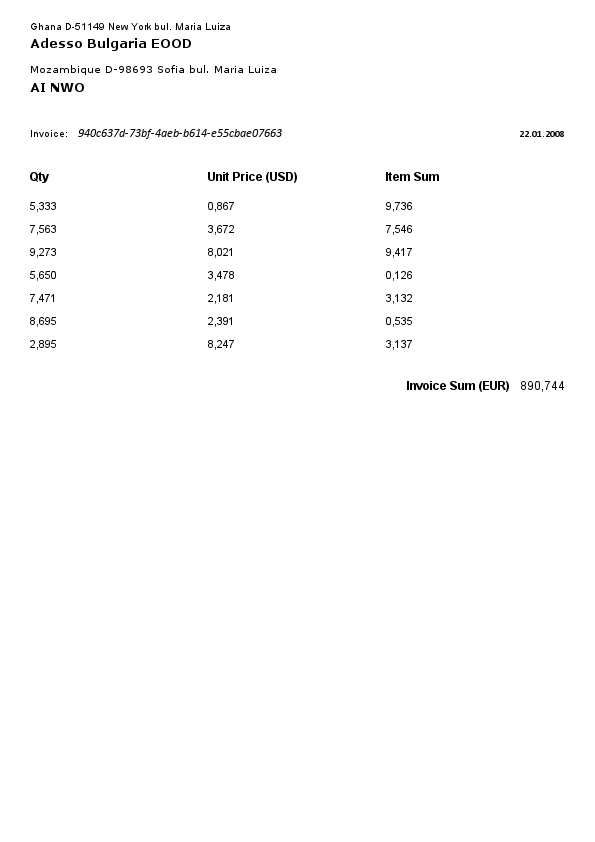 Ghana D-51149 New York bul. Maria Luiza
Adesso Bulgaria EOOD
Mozambique D-98693 Sofia bul. Maria Luiza
AI NWO
Invoice: 940c637d-73bf-4aeb-b614-e55cbae07663 22.01.2008
Qty Unit Price (USD) Item Sum
5,333 0,867 9,736
7,563 3,672 7,546
9,273 8,021 9,417
5,650 3,478 0,126
7,471 2,181 3,132
8,695 2,391 0,535
2,895 8,247 3,137
Invoice Sum (EUR) 890,744